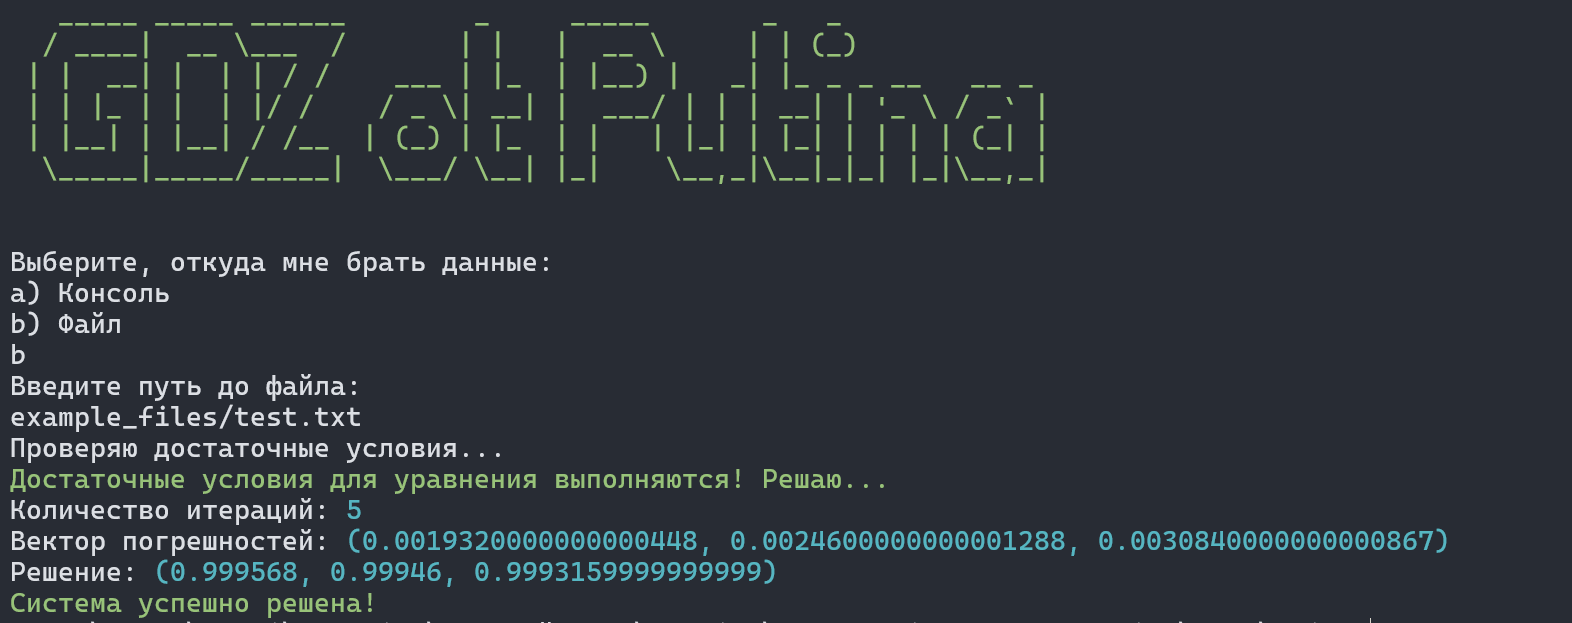 GDZ ot Putina
Выберите, откуда мне брать данные:
a) Консоль
b) Файл
b
Введите путь до файла:
example_files/test.txt
Проверяю достаточные условия...
Достаточные условия для уравнения выполняются! Решаю...
Количество итераций: 5
Вектор погрешностей: (0.0019320000000000448, 0.0024600000000001288, 0.0030840000000000867)
Решение: (0.999568, 0.99946, 0.9993159999999999)
Система успешно решена!